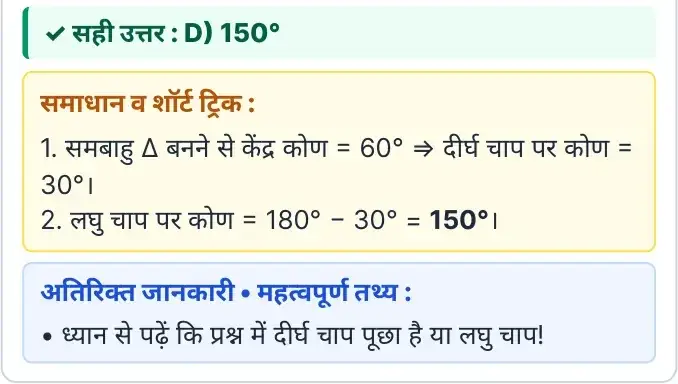 ✓ सही उत्तर : D) 150°
समाधान व शॉर्ट ट्रिक :
1. समबाहु Δ बनने से केंद्र कोण = 60° ⇒ दीर्घ चाप पर कोण =
30°।
2. लघु चाप पर कोण = 180° − 30° = 150°।
अतिरिक्त जानकारी • महत्वपूर्ण तथ्य :
• ध्यान से पढ़ें कि प्रश्न में दीर्घ चाप पूछा है या लघु चाप!